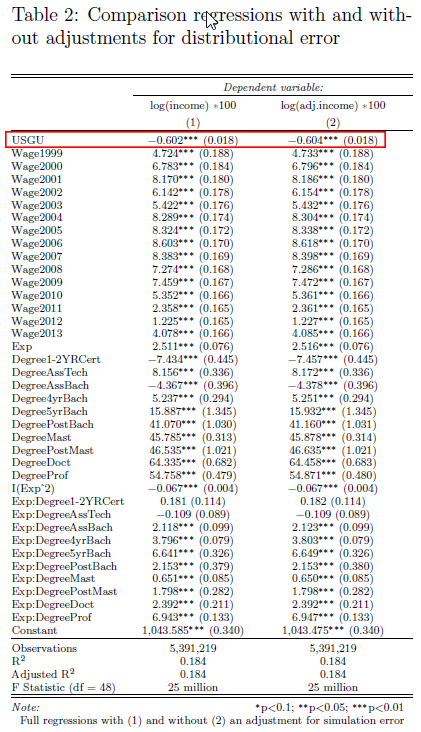 Table 2: Comparison regressions with and with-
out adjustments for distributional error
Dependent variable:
log(income) *100 log(adj.income) *100
(1) (2)
USGU −0.602*** (0.018) −0.604*** (0.018)
Wage1999 4.724*** (0.188) 4.733*** (0.188)
Wage2000 6.783*** (0.184) 6.796*** (0.184)
Wage2001 8.170*** (0.180) 8.186*** (0.180)
Wage2002 6.142*** (0.178) 6.154*** (0.178)
Wage2003 5.422*** (0.176) 5.432*** (0.176)
Wage2004 8.289*** (0.174) 8.304*** (0.174)
Wage2005 8.324*** (0.172) 8.338*** (0.172)
Wage2006 8.603*** (0.170) 8.618*** (0.170)
Wage2007 8.383*** (0.169) 8.398*** (0.169)
Wage2008 7.274*** (0.168) 7.286*** (0.168)
Wage2009 7.459*** (0.167) 7.472*** (0.167)
Wage2010 5.352*** (0.166) 5.361*** (0.166)
Wage2011 2.358*** (0.165) 2.361*** (0.165)
Wage2012 1.225*** (0.165) 1.227*** (0.165)
Wage2013 4.078*** (0.166) 4.085*** (0.166)
Exp 2.511*** (0.076) 2.516*** (0.076)
Degree1-2YRCert −7.434*** (0.445) −7.457*** (0.445)
DegreeAssTech 8.156*** (0.336) 8.172*** (0.336)
DegreeAssBach −4.367*** (0.396) −4.378*** (0.396)
Degree4yrBach 5.237*** (0.294) 5.251*** (0.294)
Degree5yrBach 15.887*** (1.345) 15.932*** (1.345)
DegreePostBach 41.070*** (1.030) 41.160*** (1.031)
DegreeMast 45.785*** (0.313) 45.878*** (0.314)
DegreePostMast 46.535*** (1.021) 46.635*** (1.021)
DegreeDoct 64.335*** (0.682) 64.458*** (0.683)
DegreeProf 54.758*** (0.479) 54.871*** (0.480)
I(Expˆ2) −0.067*** (0.004) −0.067*** (0.004)
Exp:Degree1-2YRCert 0.181 (0.114) 0.182 (0.114)
Exp:DegreeAssTech −0.109 (0.089) −0.109 (0.089)
Exp:DegreeAssBach 2.118*** (0.099) 2.123*** (0.099)
Exp:Degree4yrBach 3.796*** (0.079) 3.803*** (0.079)
Exp:Degree5yrBach 6.641*** (0.326) 6.649*** (0.326)
Exp:DegreePostBach 2.153*** (0.379) 2.153*** (0.380)
Exp:DegreeMast 0.651*** (0.085) 0.650*** (0.085)
Exp:DegreePostMast 1.798*** (0.282) 1.798*** (0.282)
Exp:DegreeDoct 2.392*** (0.211) 2.392*** (0.211)
Exp:DegreeProf 6.943*** (0.133) 6.947*** (0.133)
Constant 1,043.585*** (0.340) 1,043.475*** (0.340)
Observations 5,391,219 5,391,219
R² 0.184 0.184
Adjusted R² 0.184 0.184
F Statistic (df = 48) 25 million 25 million
Note: *p<0.1; **p<0.05; ***p<0.01
Full regressions with (1) and without (2) an adjustment for simulation error